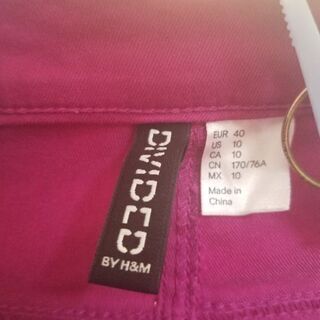 DIVIDED
BY H&M
EUR 40
US 10
CA 10
CN 170/76A
MX 10
Made in
China